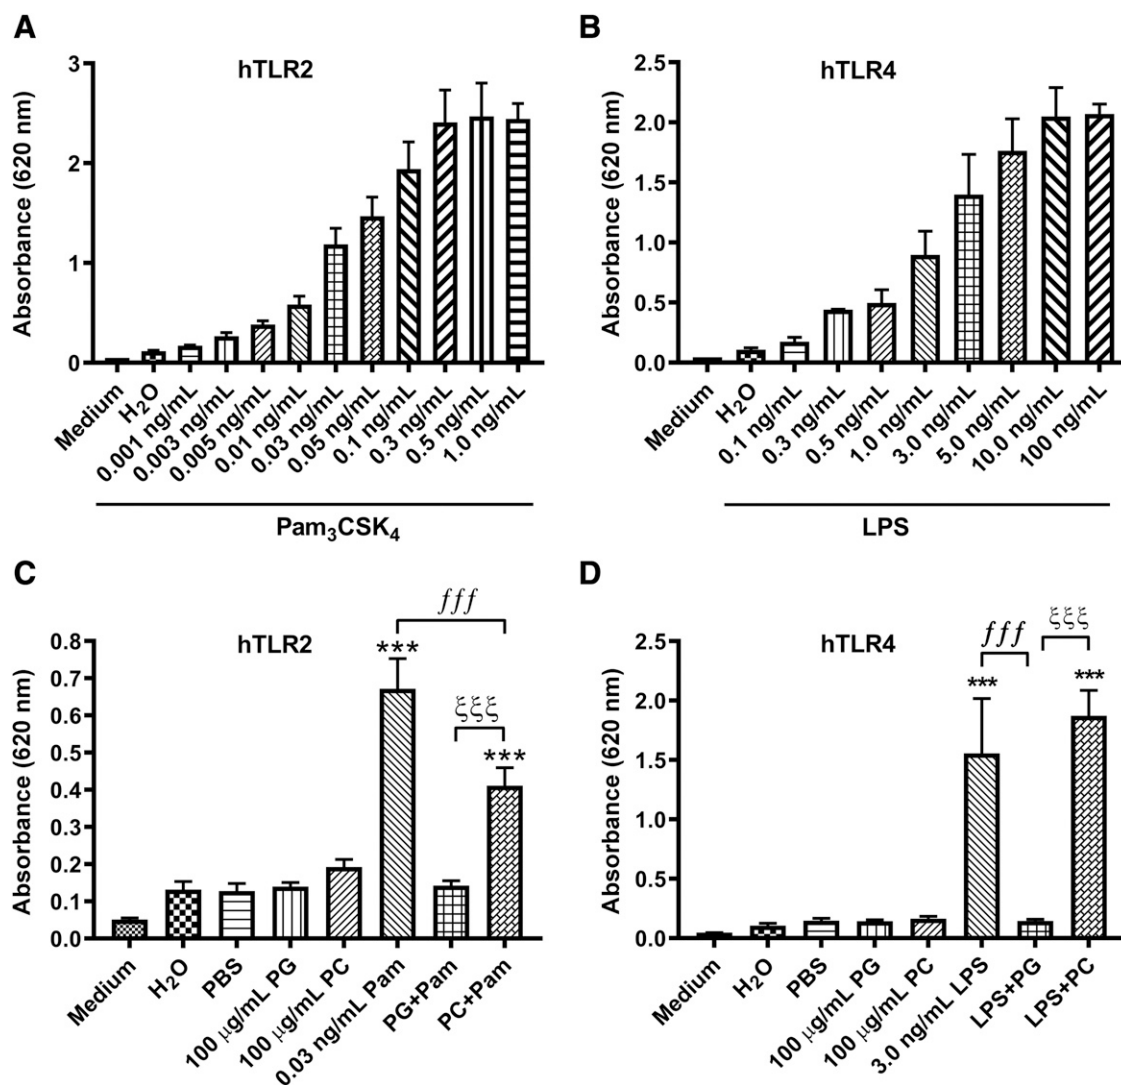 A
hTLR2
Absorbance (620 nm)
3
2
1
0
Medium
H₂O
0.001 ng/mL
0.003 ng/mL
0.005 ng/mL
0.01 ng/mL
0.03 ng/mL
0.05 ng/mL
0.1 ng/mL
0.3 ng/mL
0.5 ng/mL
1.0 ng/mL
Pam₃CSK₄
B
hTLR4
Absorbance (620 nm)
2.5
2.0
1.5
1.0
0.5
0.0
Medium
H₂O
0.1 ng/mL
0.3 ng/mL
0.5 ng/mL
1.0 ng/mL
3.0 ng/mL
5.0 ng/mL
10.0 ng/mL
100 ng/mL
LPS
C
hTLR2
Absorbance (620 nm)
0.8
0.7
0.6
0.5
0.4
0.3
0.2
0.1
0.0
fff
***
ξξξ
***
Medium
H₂O
PBS
100 µg/mL PG
100 µg/mL PC
0.03 ng/mL Pam
PG+Pam
PC+Pam
D
hTLR4
Absorbance (620 nm)
2.5
2.0
1.5
1.0
0.5
0.0
fff
ξξξ
***
***
Medium
H₂O
PBS
100 µg/mL PG
100 µg/mL PC
3.0 ng/mL LPS
LPS+PG
LPS+PC